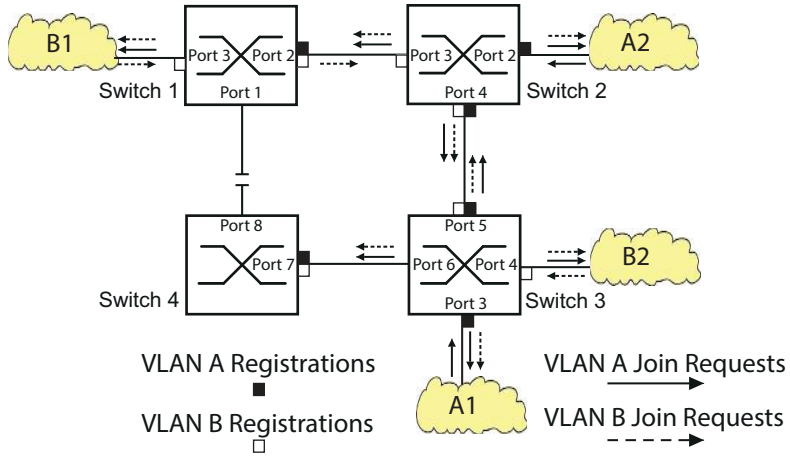 B1
Port 3
Port 2
Port 1
Switch 1
Port 3
Port 2
Port 4
Switch 2
A2
Port 8
Port 7
Switch 4
Port 5
Port 6
Port 4
Port 3
Switch 3
B2
A1
VLAN A Registrations
VLAN B Registrations
VLAN A Join Requests
VLAN B Join Requests